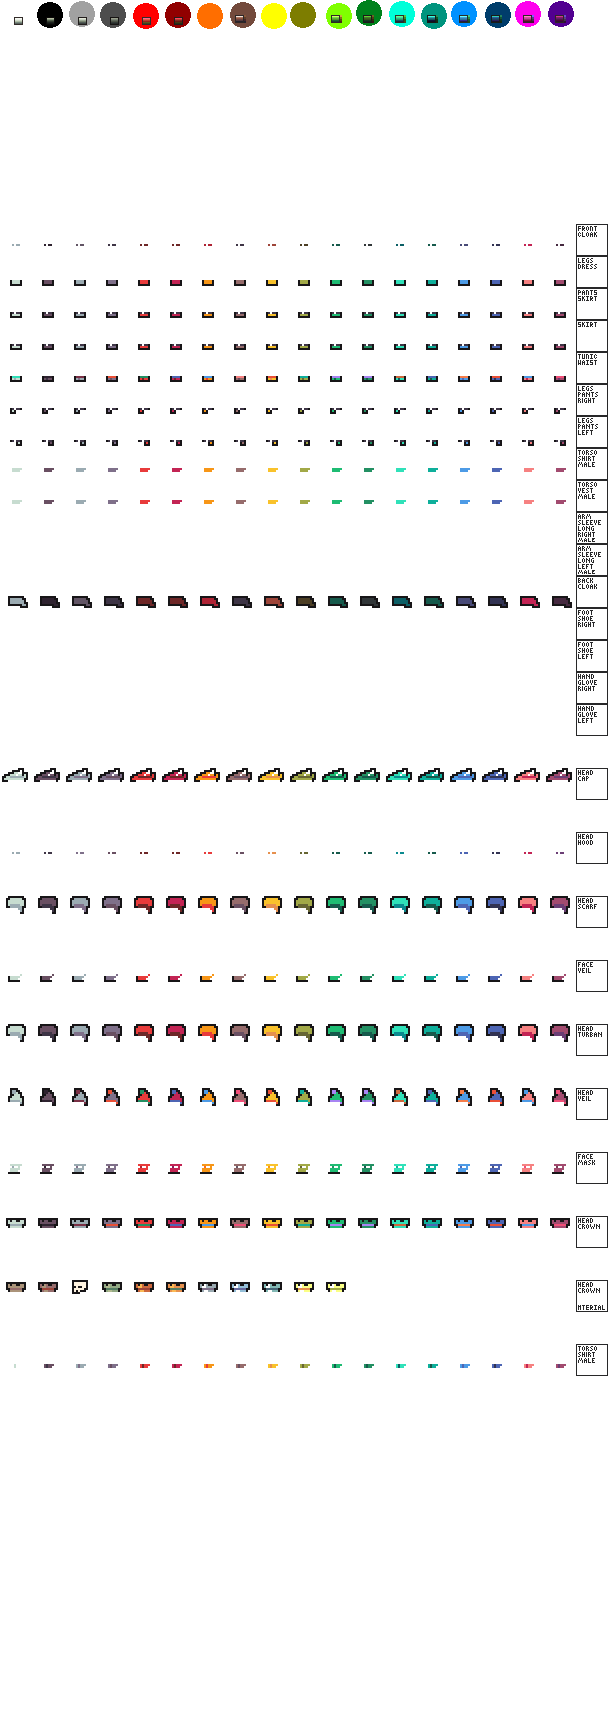 FRONT
CLOAK
LEGS
DRESS
PANTS
SKIRT
SKIRT
TUNIC
WAIST
LEGS
PANTS
RIGHT
LEGS
PANTS
LEFT
TORSO
SHIRT
MALE
TORSO
VEST
MALE
ARM
SLEEVE
LONG
RIGHT
MALE
ARM
SLEEVE
LONG
LEFT
MALE
BACK
CLOAK
FOOT
SHOE
RIGHT
FOOT
SHOE
LEFT
HAND
GLOVE
RIGHT
HAND
GLOVE
LEFT
HEAD
CAP
HEAD
HOOD
HEAD
SCARF
FACE
VEIL
HEAD
TURBAN
HEAD
VEIL
FACE
MASK
HEAD
CROWN
HEAD
CROWN
MTERIAL
TORSO
SHIRT
MALE